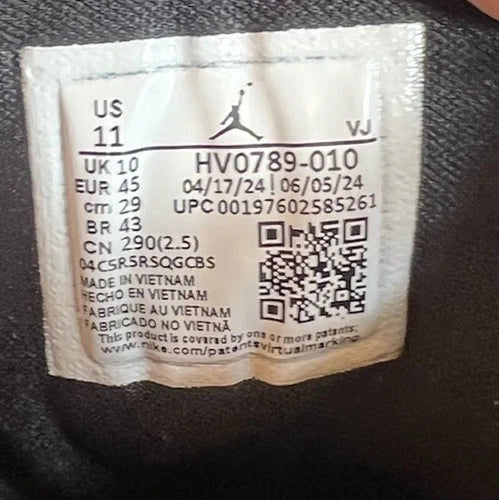 US
11
VJ
UK 10
HV0789-010
EUR 45
04/17/24 | 06/05/24
cm 29
UPC 00197602585261
BR 43
CN 290(2.5)
04C5R5RSQGCBS
MADE IN VIETNAM
HECHO EN VIETNAM
FABRIQUE AU VIETNAM
FABRICADO NO VIETNÃ
This product is covered by one or more patents:
www.nike.com/patentsvirtualmarking